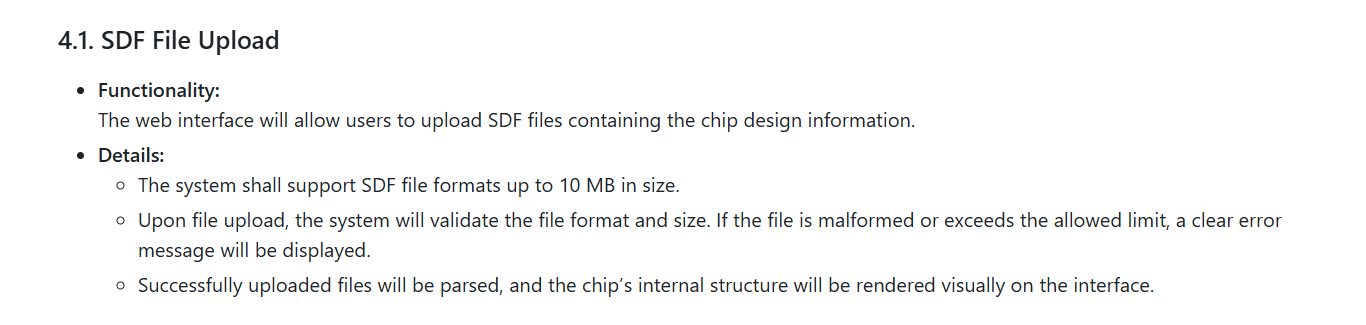 4.1. SDF File Upload
• Functionality:
The web interface will allow users to upload SDF files containing the chip design information.
• Details:
◦ The system shall support SDF file formats up to 10 MB in size.
◦ Upon file upload, the system will validate the file format and size. If the file is malformed or exceeds the allowed limit, a clear error
message will be displayed.
◦ Successfully uploaded files will be parsed, and the chip’s internal structure will be rendered visually on the interface.